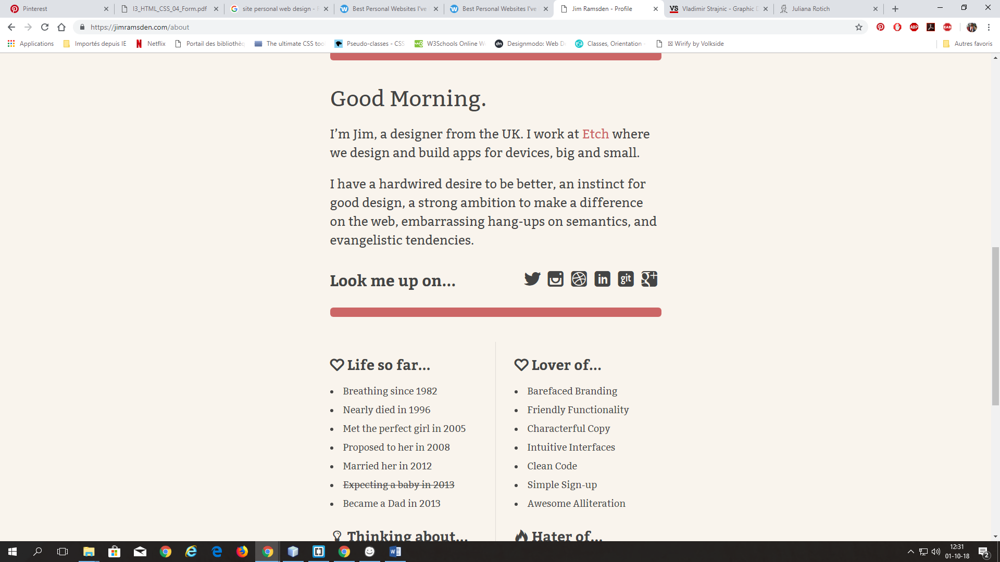 Pinterest
I3_HTML_CSS_04_Form.pdf
site personal web design -
Best Personal Websites I've
Best Personal Websites I've
Jim Ramsden - Profile
VS Vladimir Strajnic - Graphic
Juliana Rotich
https://jimramsden.com/about
ABP
EAB
Applications
Importés depuis IE
Netflix
Portail des bibliothèq
The ultimate CSS too
Pseudo-classes - CSS
W3Schools Online W
dm Designmodo: Web D
Classes, Orientation -
☒ Wirify by Volkside
Autres favoris
Good Morning.
I'm Jim, a designer from the UK. I work at Etch where
we design and build apps for devices, big and small.
I have a hardwired desire to be better, an instinct for
good design, a strong ambition to make a difference
on the web, embarrassing hang-ups on semantics, and
evangelistic tendencies.
Look me up on...
in
git
g+
Life so far...
• Breathing since 1982
• Nearly died in 1996
• Met the perfect girl in 2005
• Proposed to her in 2008
• Married her in 2012
• Expecting a baby in 2013
• Became a Dad in 2013
Thinking about...
Lover of...
• Barefaced Branding
• Friendly Functionality
• Characterful Copy
• Intuitive Interfaces
• Clean Code
• Simple Sign-up
• Awesome Alliteration
Hater of...
12:31
01-10-18
2